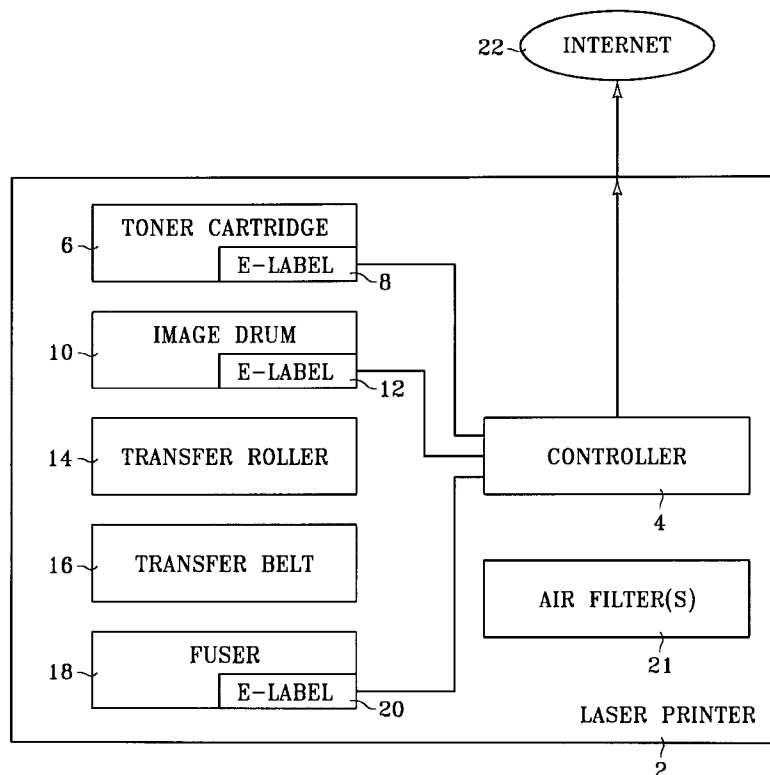 22
INTERNET
TONER CARTRIDGE
6
E-LABEL
8
IMAGE DRUM
10
E-LABEL
12
14
TRANSFER ROLLER
CONTROLLER
4
16
TRANSFER BELT
AIR FILTER(S)
21
FUSER
18
E-LABEL
20
LASER PRINTER
2